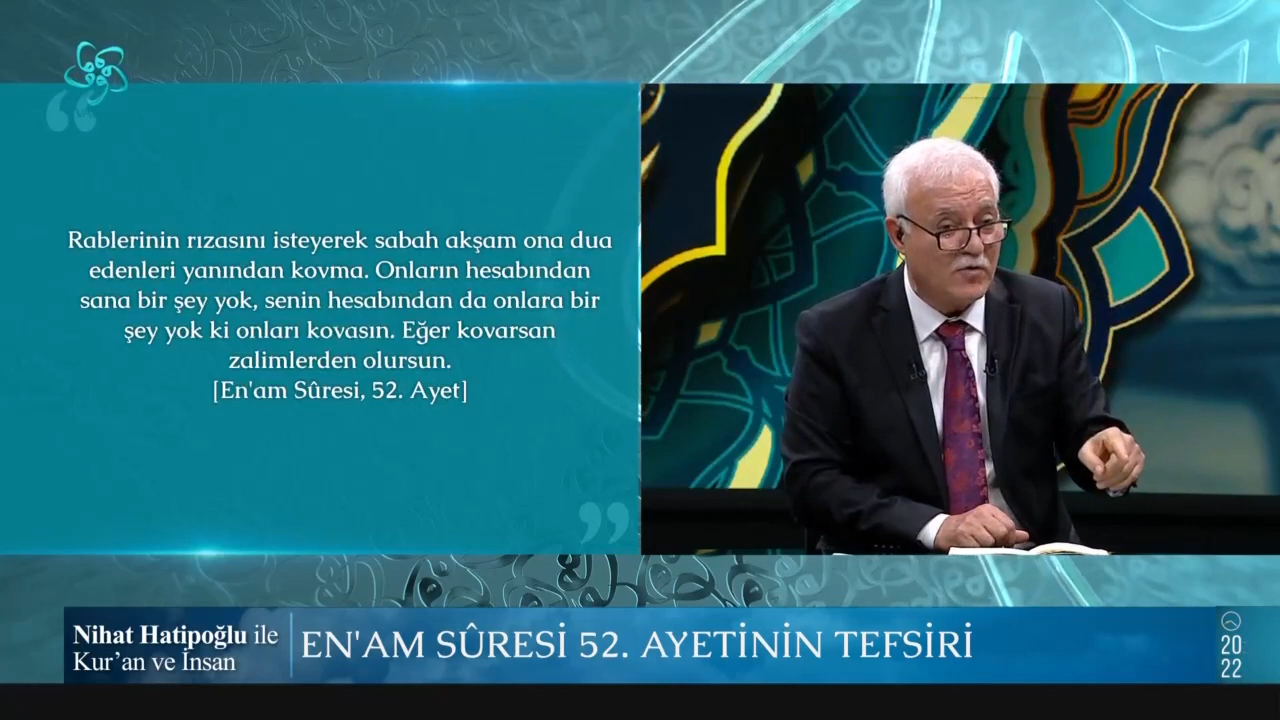 Rablerinin rızasını isteyerek sabah akşam ona dua
edenleri yanından kovma. Onların hesabından
sana bir şey yok, senin hesabından da onlara bir
şey yok ki onları kovasın. Eğer kovarsan
zalimlerden olursun.
[En'am Sûresi, 52. Ayet]
Nihat Hatipoğlu ile
Kur'an ve İnsan
EN'AM SÛRESİ 52. AYETİNİN TEFSİRİ
20
22